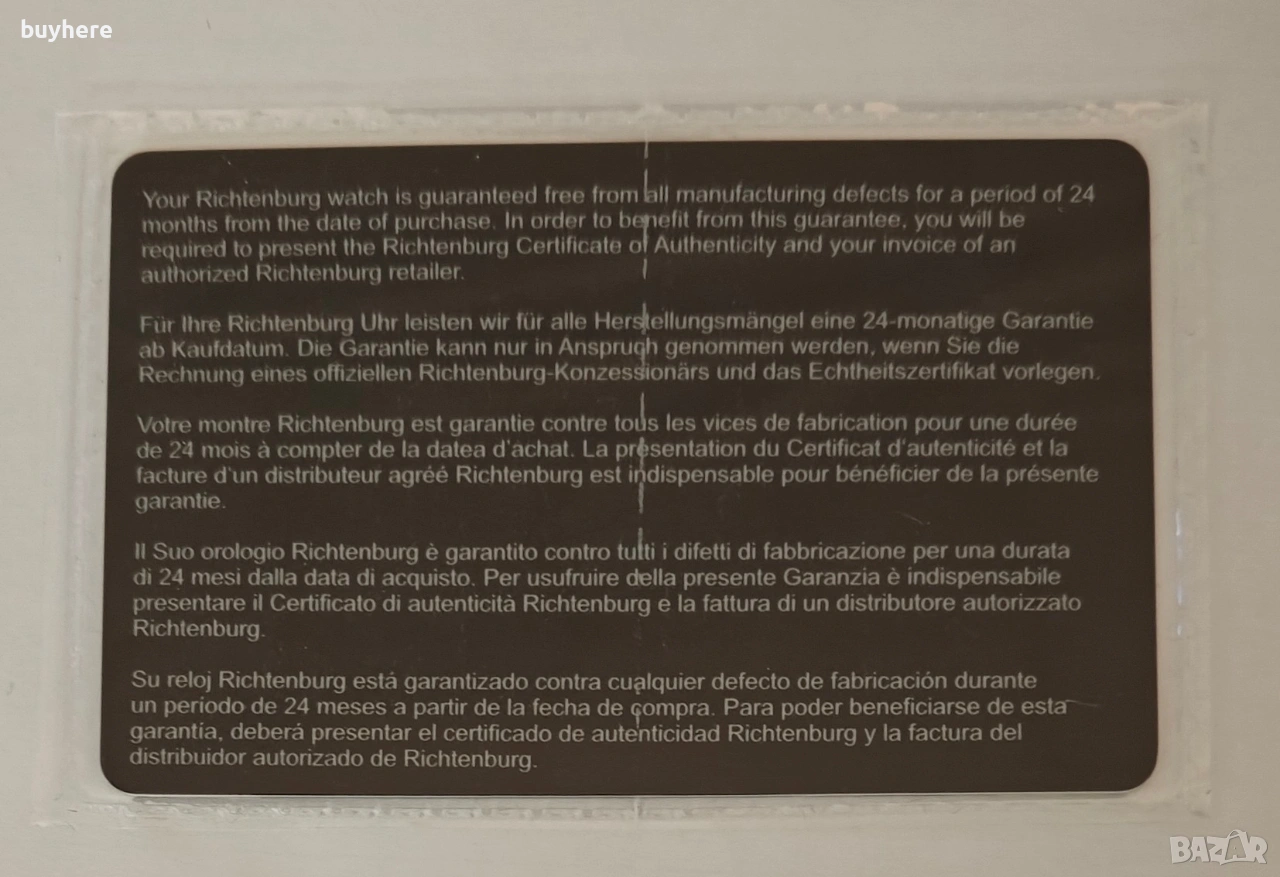 buyhere
Your Richtenburg watch is guaranteed free from all manufacturing defects for a period of 24
months from the date of purchase. In order to benefit from this guarantee, you will be
required to present the Richtenburg Certificate of Authenticity and your invoice of an
authorized Richtenburg retailer.
Für Ihre Richtenburg Uhr leisten wir für alle Herstellungsmängel eine 24-monatige Garantie
ab Kaufdatum. Die Garantie kann nur in Anspruch genommen werden, wenn Sie die
Rechnung eines offiziellen Richtenburg-Konzessionärs und das Echtheitszertifikat vorlegen.
Votre montre Richtenburg est garantie contre tous les vices de fabrication pour une durée
de 24 mois à compter de la datea d'achat. La présentation du Certificat d'autenticité et la
facture d'un distributeur agréé Richtenburg est indispensable pour bénéficier de la présente
garantie.
Il Suo orologio Richtenburg è garantito contro tutti i difetti di fabbricazione per una durata
di 24 mesi dalla data di acquisto. Per usufruire della presente Garanzia è indispensabile
presentare il Certificato di autenticità Richtenburg e la fattura di un distributore autorizzato
Richtenburg.
Su reloj Richtenburg está garantizado contra cualquier defecto de fabricación durante
un período de 24 meses a partir de la fecha de compra. Para poder beneficiarse de esta
garantía, deberá presentar el certificado de autenticidad Richtenburg y la factura del
distribuidor autorizado de Richtenburg.
BAZAR